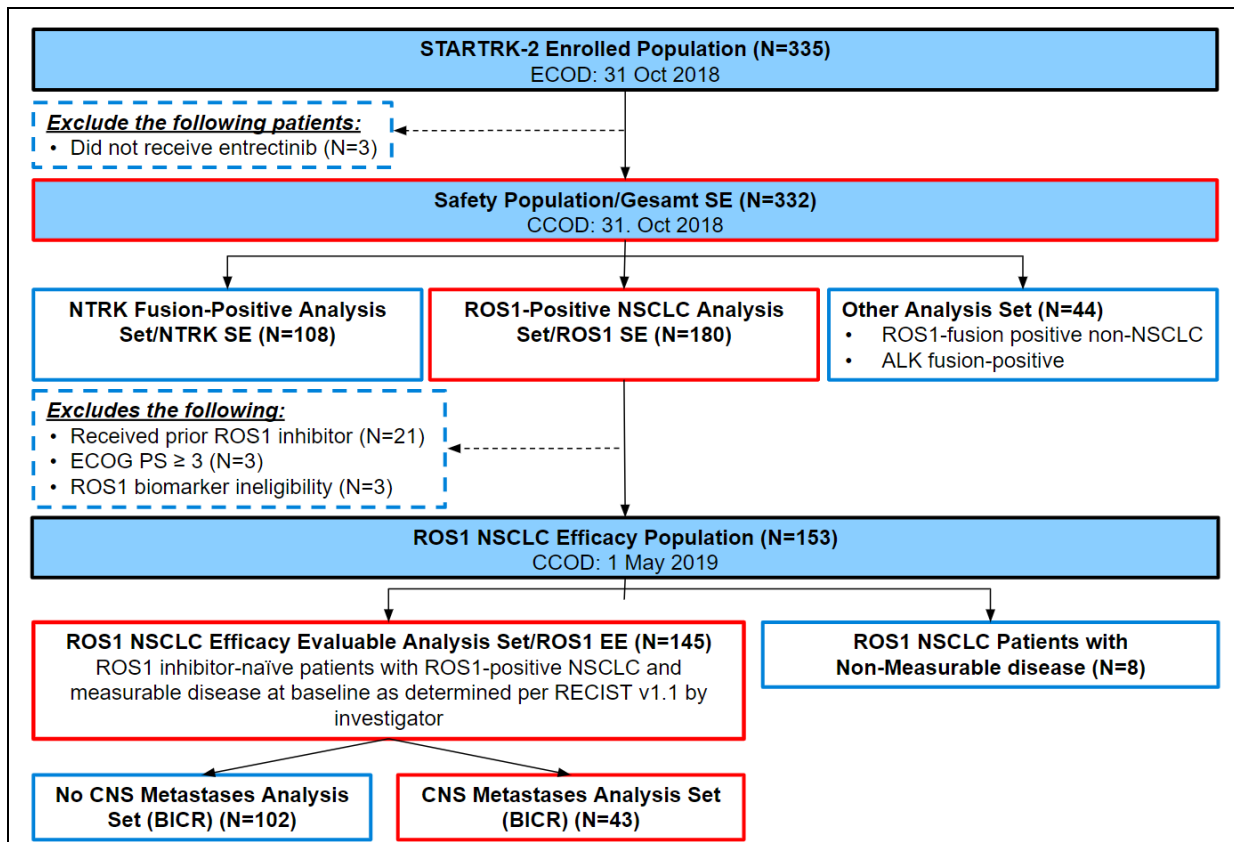 STARTRK-2 Enrolled Population (N=335)
ECOD: 31 Oct 2018
Exclude the following patients:
• Did not receive entrectinib (N=3)
Safety Population/Gesamt SE (N=332)
CCOD: 31. Oct 2018
NTRK Fusion-Positive Analysis
Set/NTRK SE (N=108)
ROS1-Positive NSCLC Analysis
Set/ROS1 SE (N=180)
Other Analysis Set (N=44)
• ROS1-fusion positive non-NSCLC
• ALK fusion-positive
Excludes the following:
• Received prior ROS1 inhibitor (N=21)
• ECOG PS ≥ 3 (N=3)
• ROS1 biomarker ineligibility (N=3)
ROS1 NSCLC Efficacy Population (N=153)
CCOD: 1 May 2019
ROS1 NSCLC Efficacy Evaluable Analysis Set/ROS1 EE (N=145)
ROS1 inhibitor-naïve patients with ROS1-positive NSCLC and
measurable disease at baseline as determined per RECIST v1.1 by
investigator
ROS1 NSCLC Patients with
Non-Measurable disease (N=8)
No CNS Metastases Analysis
Set (BICR) (N=102)
CNS Metastases Analysis Set
(BICR) (N=43)